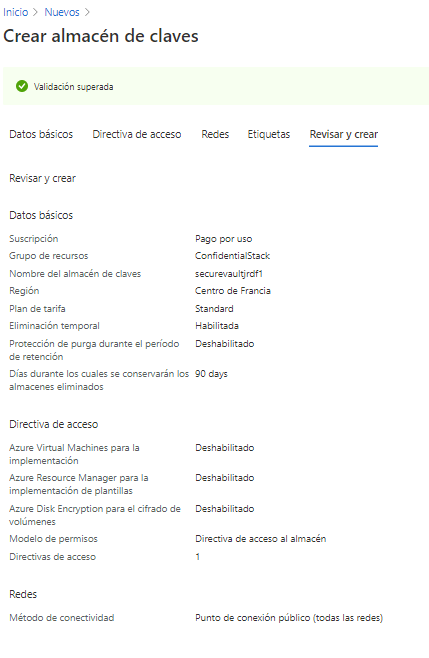 Inicio > Nuevos >
Crear almacén de claves
Validación superada
Datos básicos Directiva de acceso Redes Etiquetas Revisar y crear
Revisar y crear
Datos básicos
Suscripción Pago por uso
Grupo de recursos ConfidentialStack
Nombre del almacén de claves securevaultjrdf1
Región Centro de Francia
Plan de tarifa Standard
Eliminación temporal Habilitada
Protección de purga durante el período Deshabilitado
de retención
Días durante los cuales se conservarán los 90 days
almacenes eliminados
Directiva de acceso
Azure Virtual Machines para la Deshabilitado
implementación
Azure Resource Manager para la Deshabilitado
implementación de plantillas
Azure Disk Encryption para el cifrado de Deshabilitado
volúmenes
Modelo de permisos Directiva de acceso al almacén
Directivas de acceso 1
Redes
Método de conectividad Punto de conexión público (todas las redes)